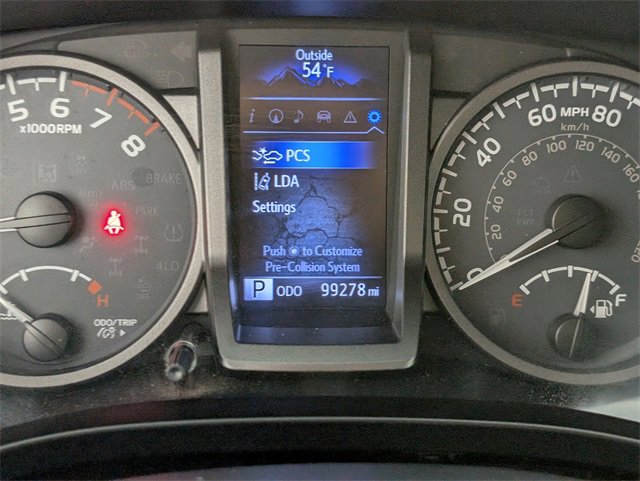 Outside
54°F
i
PCS
LDA
Settings
Push to Customize
Pre-Collision System
P ODO 99278 mi
5 6 7 8
x1000RPM
BRAKE
ABS
PARK
4LO
H
ODO/TRIP
0 20 40 60 MPH 80
km/h
20 40 60 80 100 120 140 160
E F